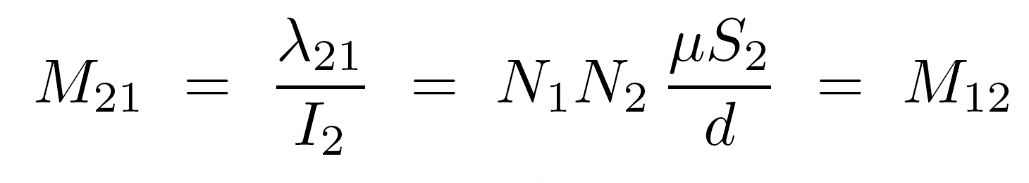 M₂₁ = λ₂₁/I₂ = N₁N₂ μS₂/d = M₁₂